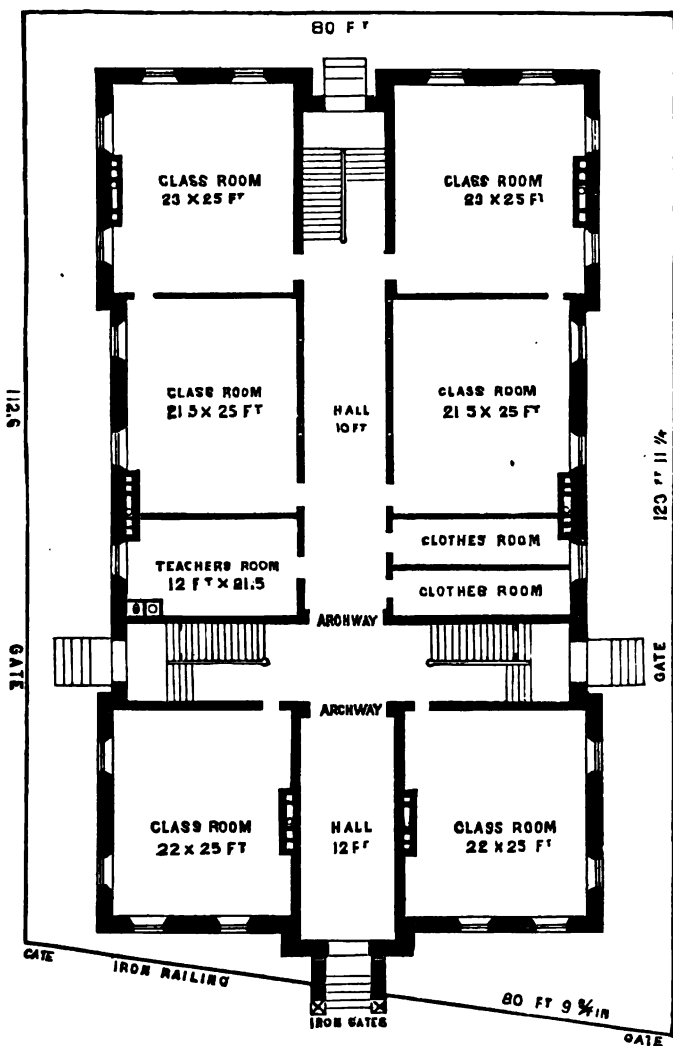 80 FT
CLASS ROOM
23 X 25 FT
CLASS ROOM
23 X 25 FT
CLASS ROOM
21.5 X 25 FT
HALL
10 FT
CLASS ROOM
21.5 X 25 FT
112.6
123 FT 11 1/4
TEACHERS ROOM
12 FT X 21.5
CLOTHES ROOM
CLOTHES ROOM
ARCHWAY
GATE
GATE
ARCHWAY
CLASS ROOM
22 X 25 FT
HALL
12 FT
CLASS ROOM
22 X 25 FT
GATE
IRON RAILING
IRON GATES
80 FT 9 IN
GATE